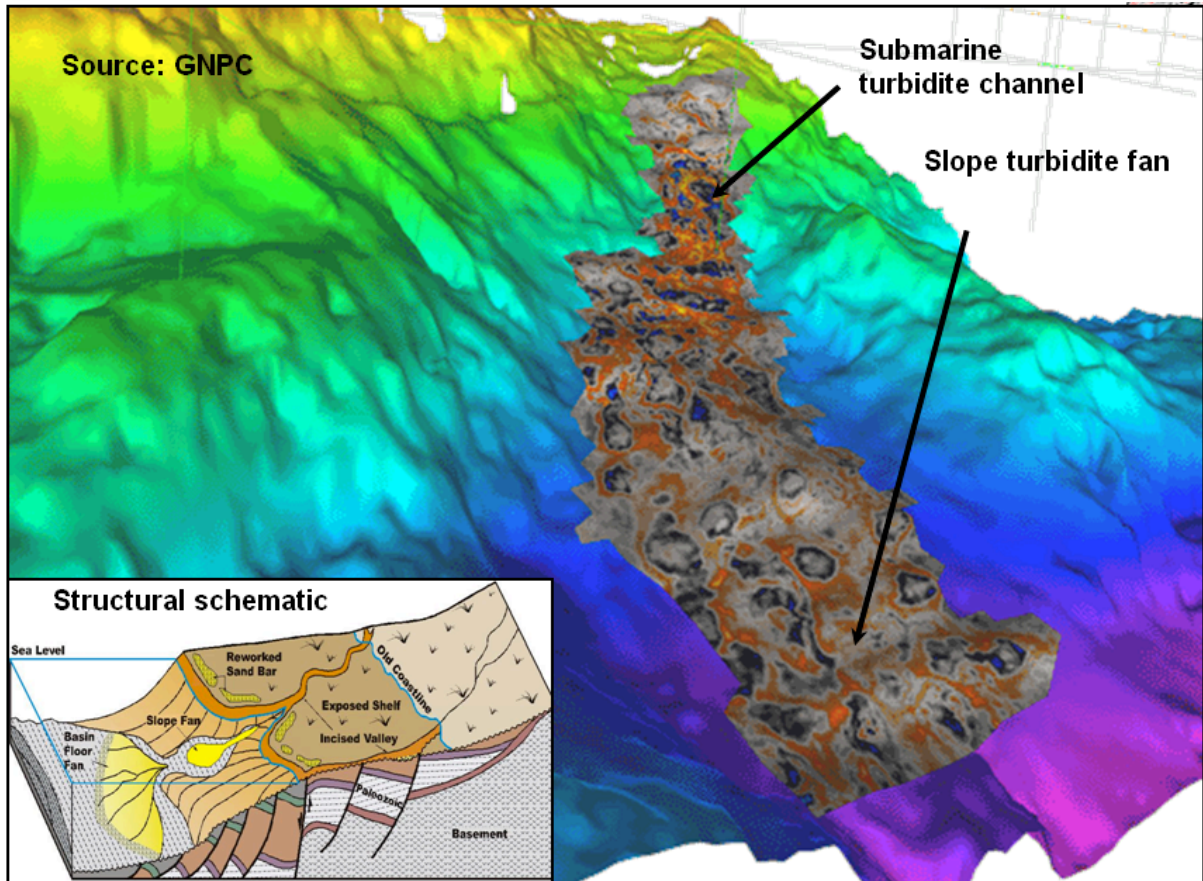 Source: GNPC
Submarine
turbidite channel
Slope turbidite fan
Structural schematic
Sea Level
Reworked
Sand Bar
Old Coastline
Slope Fan
Exposed Shelf
Incised Valley
Basin
Floor
Fan
Paleozoic
Basement